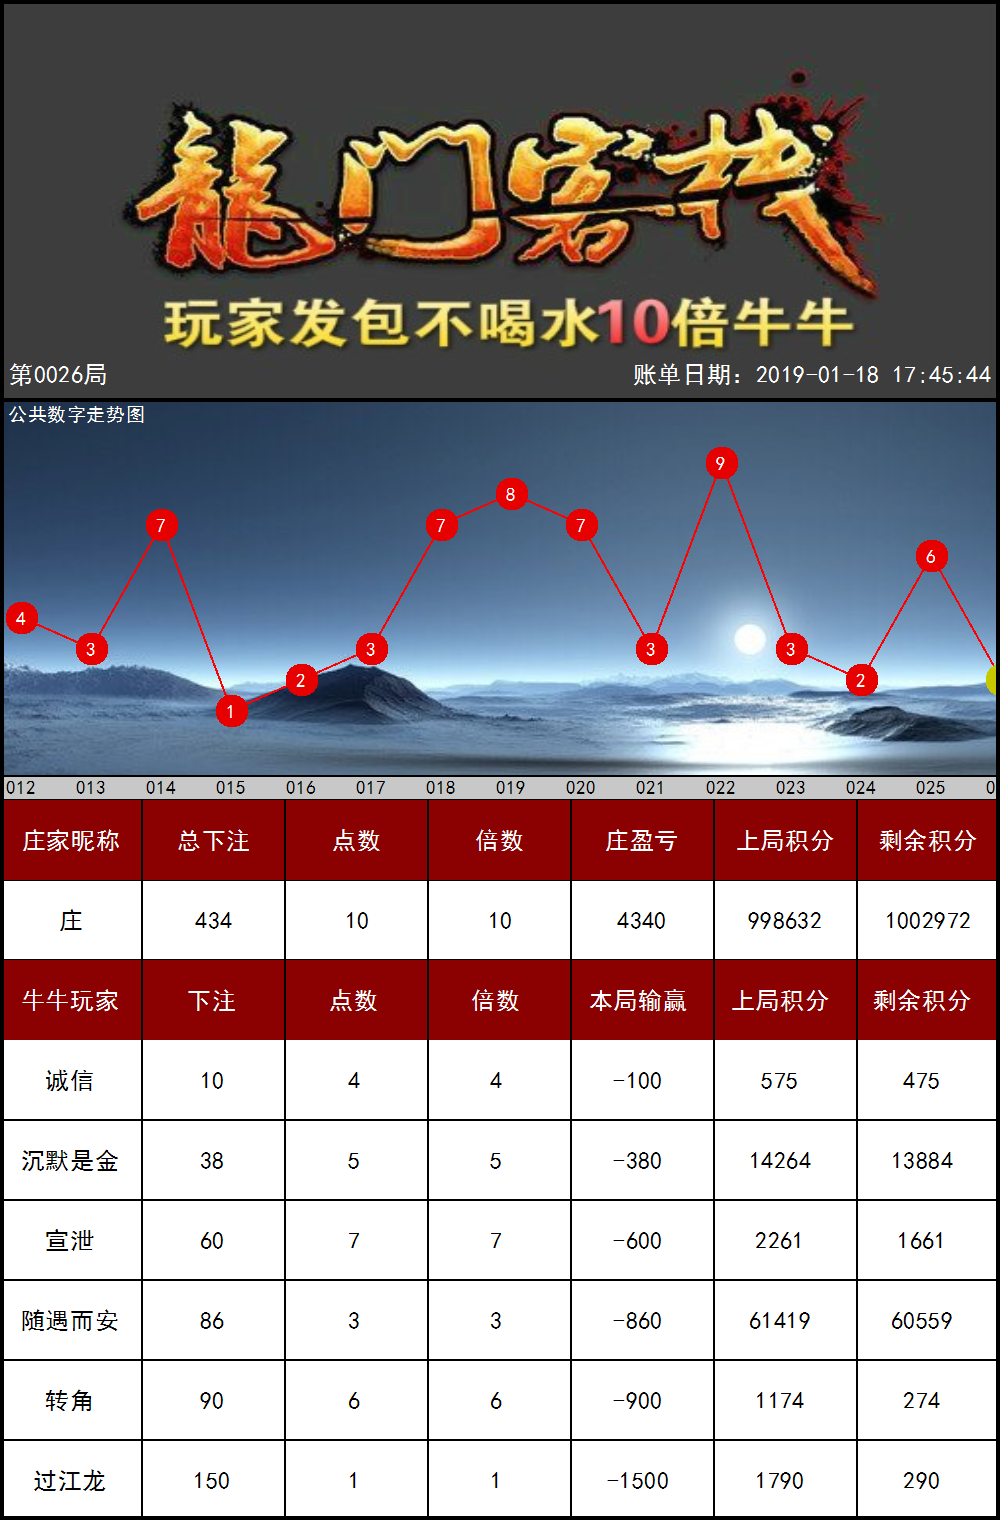 龍门客栈
玩家发包不喝水10倍牛牛
第0026局 账单日期：2019-01-18 17:45:44
公共数字走势图
4 3 7 1 2 3 7 8 7 3 9 3 2 6
012 013 014 015 016 017 018 019 020 021 022 023 024 025 0
庄家昵称 总下注 点数 倍数 庄盈亏 上局积分 剩余积分
庄 434 10 10 4340 998632 1002972
牛牛玩家 下注 点数 倍数 本局输赢 上局积分 剩余积分
诚信 10 4 4 -100 575 475
沉默是金 38 5 5 -380 14264 13884
宣泄 60 7 7 -600 2261 1661
随遇而安 86 3 3 -860 61419 60559
转角 90 6 6 -900 1174 274
过江龙 150 1 1 -1500 1790 290